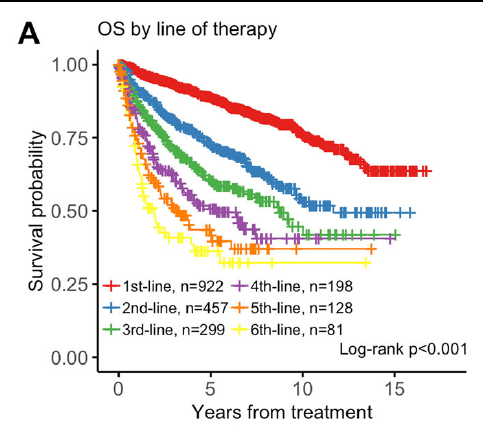 A
OS by line of therapy
Survival probability
1.00
0.75
0.50
0.25
0.00
1st-line, n=922 4th-line, n=198
2nd-line, n=457 5th-line, n=128
3rd-line, n=299 6th-line, n=81
Log-rank p<0.001
0 5 10 15
Years from treatment